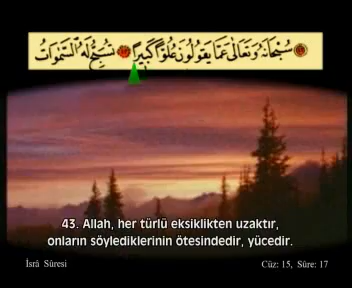 سُبْحَانَهُ وَتَعَالٰى عَمَّا يَقُولُونَ عُلُوًّا كَبِيرًا تُسَبِّحُ لَهُ السَّمٰوَاتُ
43. Allah, her türlü eksiklikten uzaktır,
onların söylediklerinin ötesindedir, yücedir.
İsrâ Sûresi
Cüz: 15, Sûre: 17